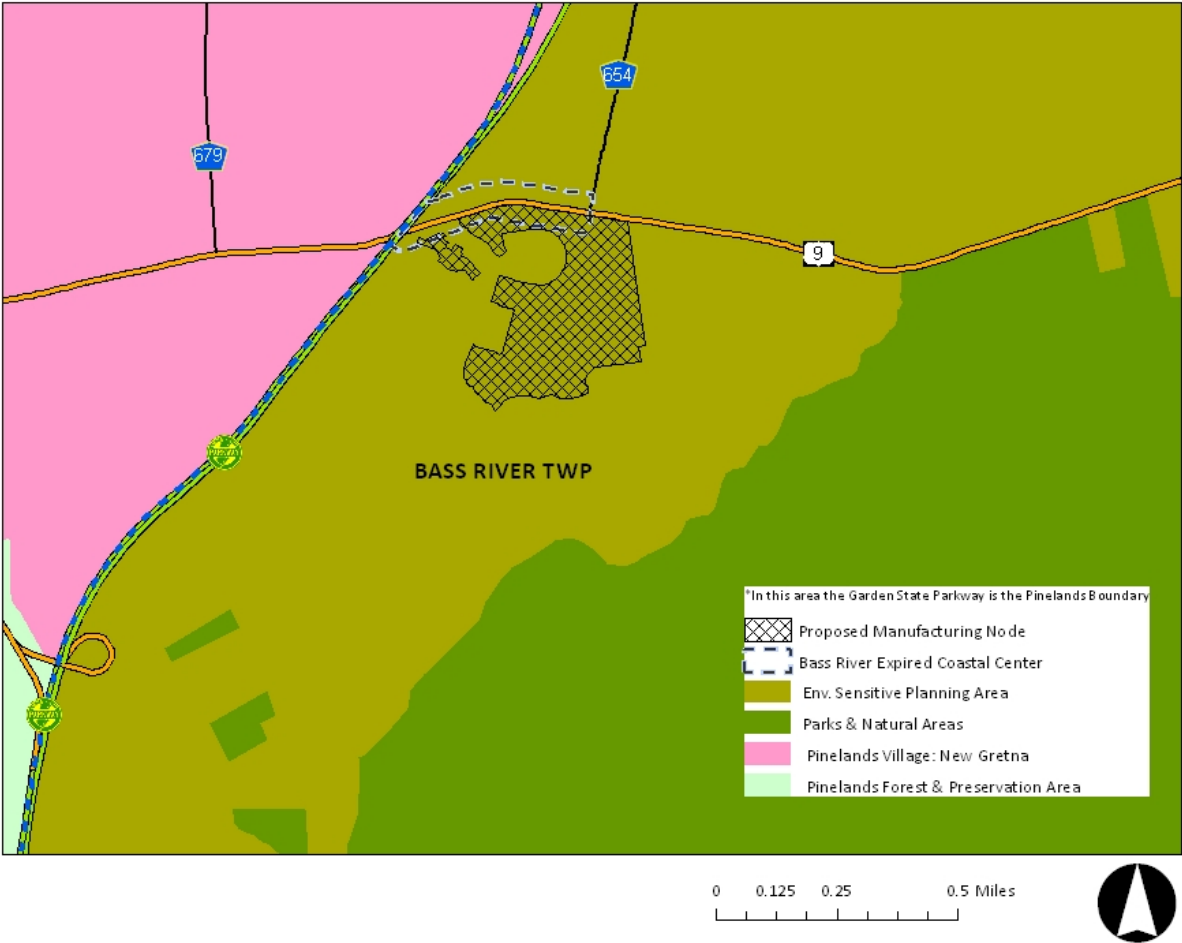 654
679
9
PARKWAY
BASS RIVER TWP
PARKWAY
*In this area the Garden State Parkway is the Pinelands Boundary
Proposed Manufacturing Node
Bass River Expired Coastal Center
Env. Sensitive Planning Area
Parks & Natural Areas
Pinelands Village: New Gretna
Pinelands Forest & Preservation Area
0 0.125 0.25 0.5 Miles